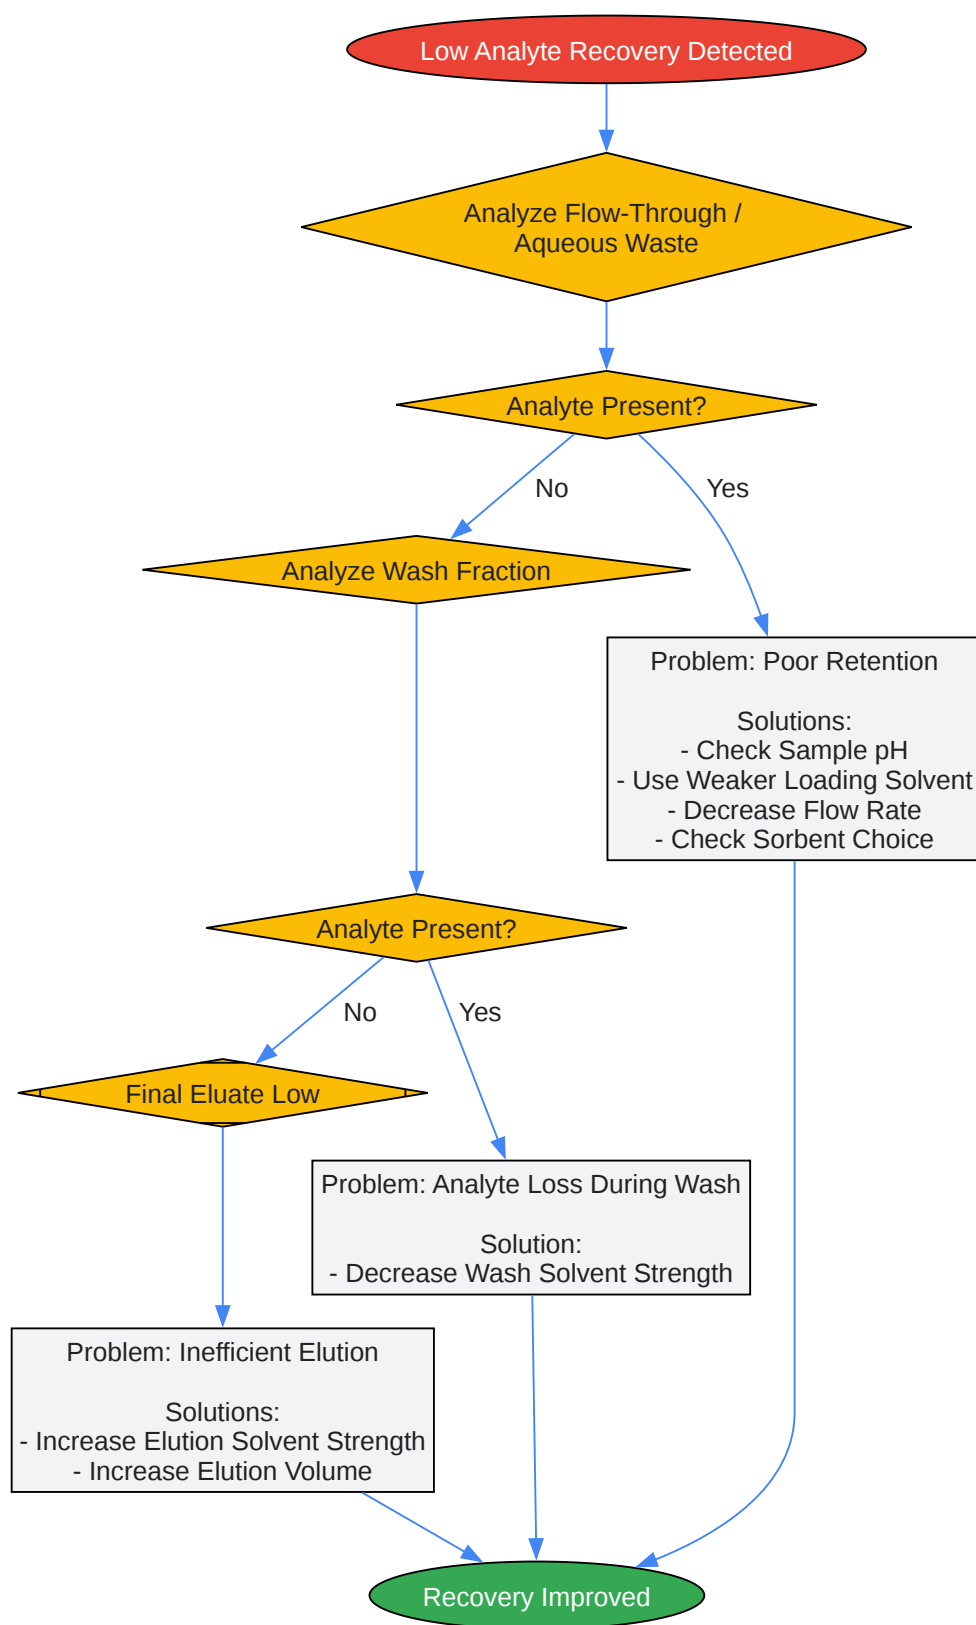 Low Analyte Recovery Detected
Analyze Flow-Through /
Aqueous Waste
Analyte Present?
No
Yes
Analyze Wash Fraction
Problem: Poor Retention
Solutions:
- Check Sample pH
- Use Weaker Loading Solvent
- Decrease Flow Rate
- Check Sorbent Choice
Analyte Present?
No
Yes
Final Eluate Low
Problem: Analyte Loss During Wash
Solution:
- Decrease Wash Solvent Strength
Problem: Inefficient Elution
Solutions:
- Increase Elution Solvent Strength
- Increase Elution Volume
Recovery Improved